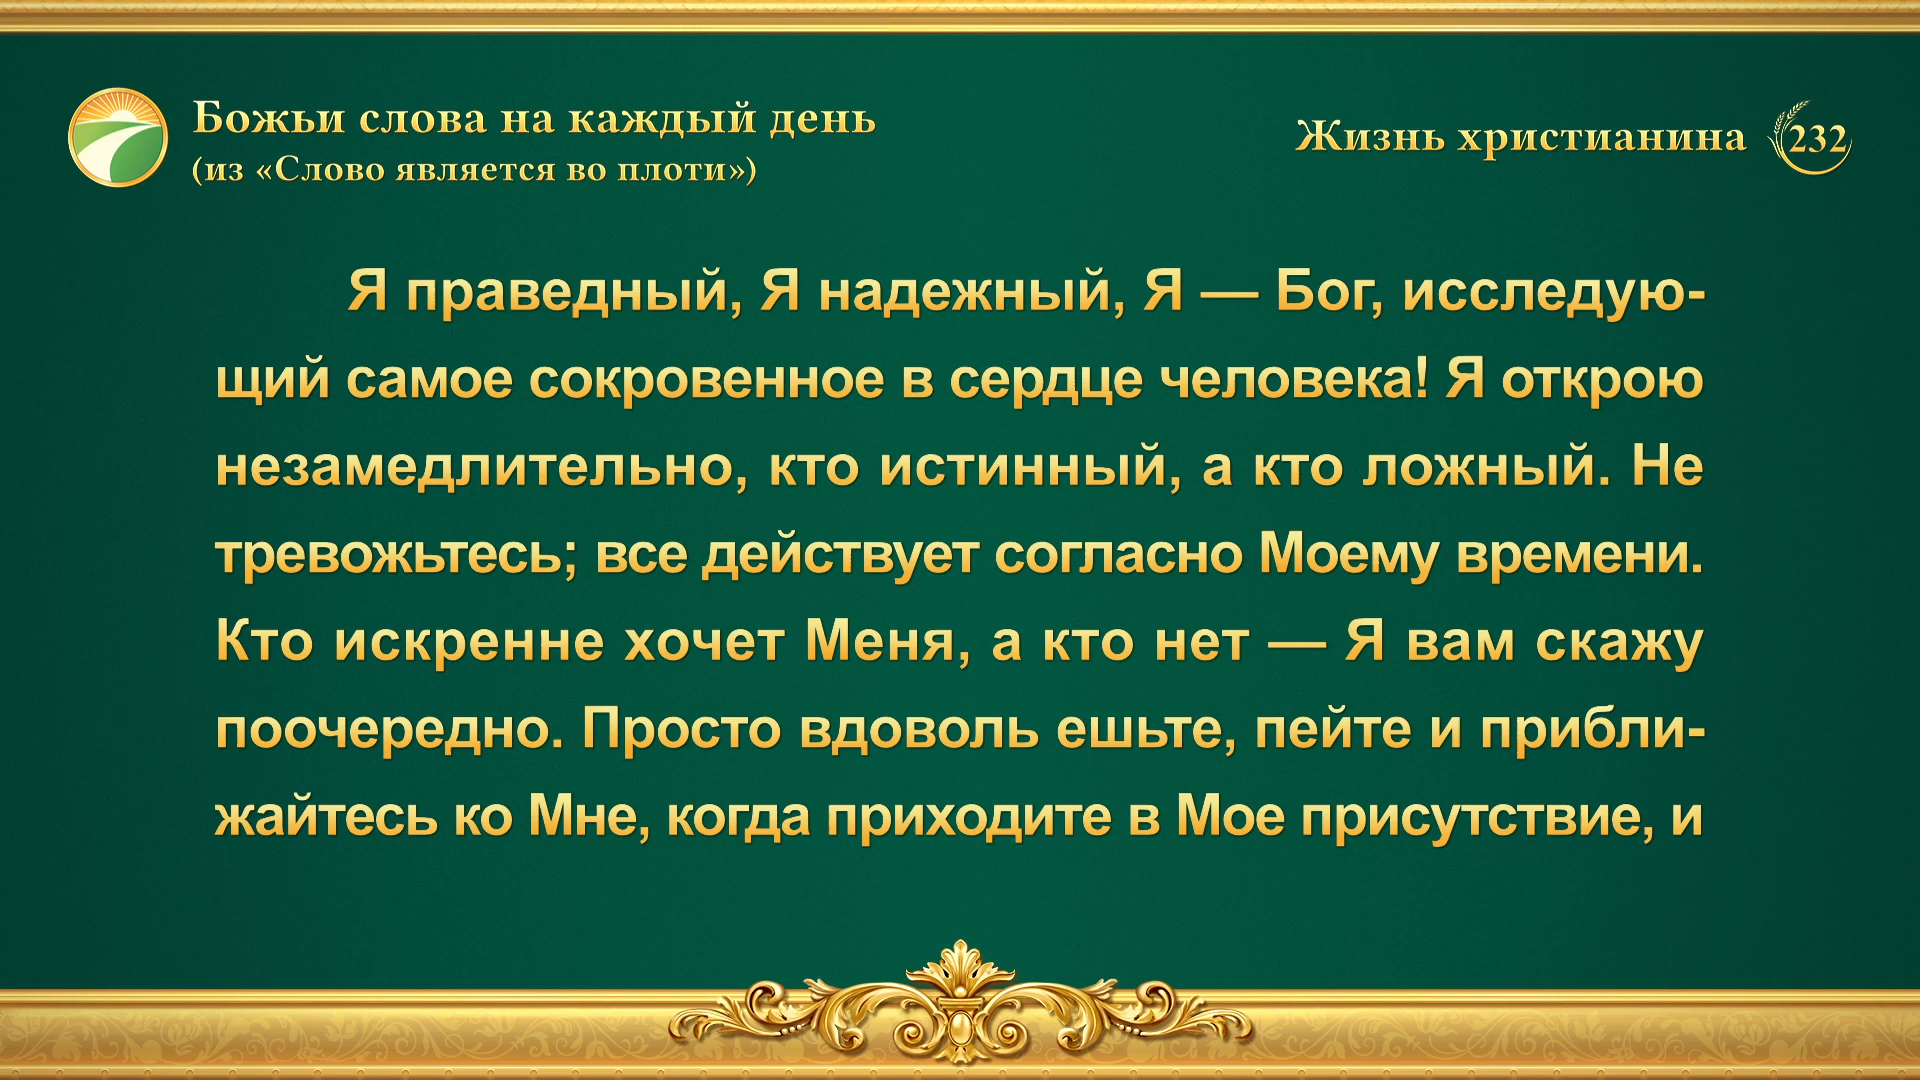 Божьи слова на каждый день
(из «Слово является во плоти»)
Жизнь христианина 232
Я праведный, Я надежный, Я — Бог, исследую-
щий самое сокровенное в сердце человека! Я открою
незамедлительно, кто истинный, а кто ложный. Не
тревожьтесь; все действует согласно Моему времени.
Кто искренне хочет Меня, а кто нет — Я вам скажу
поочередно. Просто вдоволь ешьте, пейте и прибли-
жайтесь ко Мне, когда приходите в Мое присутствие, и